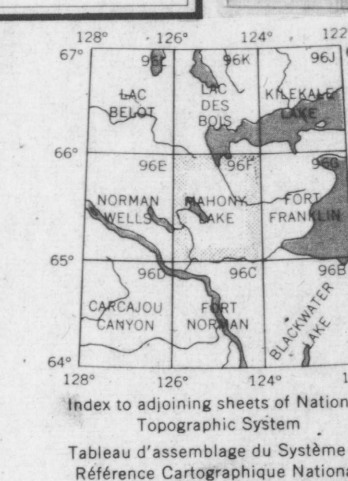 128° 126° 124° 122
67°
96L 96K 96J
LAC BELOT
LAC DES BOIS
KILEKALE LAKE
66°
96E 96F 96G
NORMAN WELLS
MAHONY LAKE
FORT FRANKLIN
65°
96D 96C 96B
CARCAJOU CANYON
FORT NORMAN
BLACKWATER LAKE
64°
128° 126° 124° 1
Index to adjoining sheets of Nation
Topographic System
Tableau d'assemblage du Système
Référence Cartographique Nationa